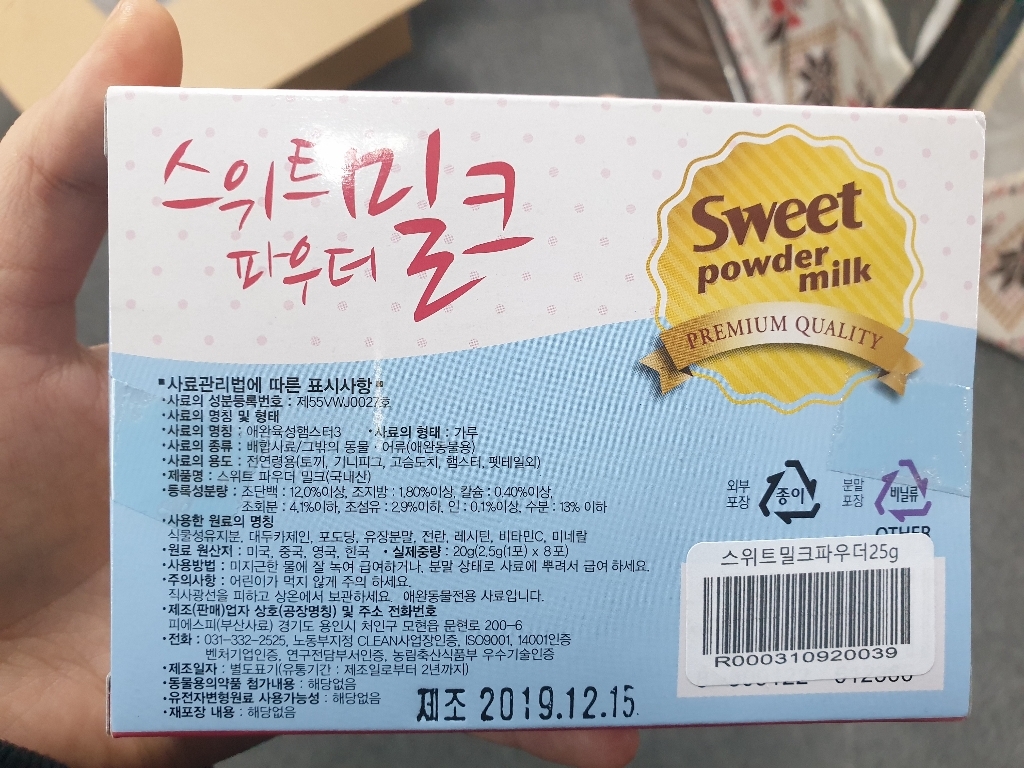 스위트밀크
파우더
Sweet
powder
milk
PREMIUM QUALITY
■사료관리법에 따른 표시사항■
·사료의 성분등록번호 : 제55VWJ0027호
·사료의 명칭 및 형태
·사료의 명칭 : 애완육성햄스터3 ·사료의 형태 : 가루
·사료의 종류 : 배합사료/그밖의 동물·어류(애완동물용)
·사료의 용도 : 전연령용(토끼, 기니피그, 고슴도치, 햄스터, 펫테일외)
·제품명 : 스위트 파우더 밀크(국내산)
·등록성분량 : 조단백 : 12.0%이상, 조지방 : 1.80%이상, 칼슘 : 0.40%이상,
조회분 : 4.1%이하, 조섬유 : 2.9%이하, 인 : 0.1%이상, 수분 : 13% 이하
·사용한 원료의 명칭
식물성유지분, 대두카제인, 포도당, 유장분말, 전란, 레시틴, 비타민C, 미네랄
·원료 원산지 : 미국, 중국, 영국, 한국 ·실제중량 : 20g(2.5g(1포) x 8포)
·사용방법 : 미지근한 물에 잘 녹여 급여하거나, 분말 상태로 사료에 뿌려서 급여 하세요.
·주의사항 : 어린이가 먹지 않게 주의 하세요.
직사광선을 피하고 상온에서 보관하세요. 애완동물전용 사료입니다.
·제조(판매)업자 상호(공장명칭) 및 주소 전화번호
피에스피(부산사료) 경기도 용인시 처인구 모현읍 문현로 200-6
·전화 : 031-332-2525, 노동부지정 CLEAN사업장인증, ISO9001, 14001인증
벤처기업인증, 연구전담부서인증, 농림축산식품부 우수기술인증
·제조일자 : 별도표기(유통기간 : 제조일로부터 2년까지)
·동물용의약품 첨가내용 : 해당없음
·유전자변형원료 사용가능성 : 해당없음
·재포장 내용 : 해당없음
제조 2019.12.15.
외부
포장
종이
분말
포장
비닐류
OTHER
스위트밀크파우더25g
R000310920039